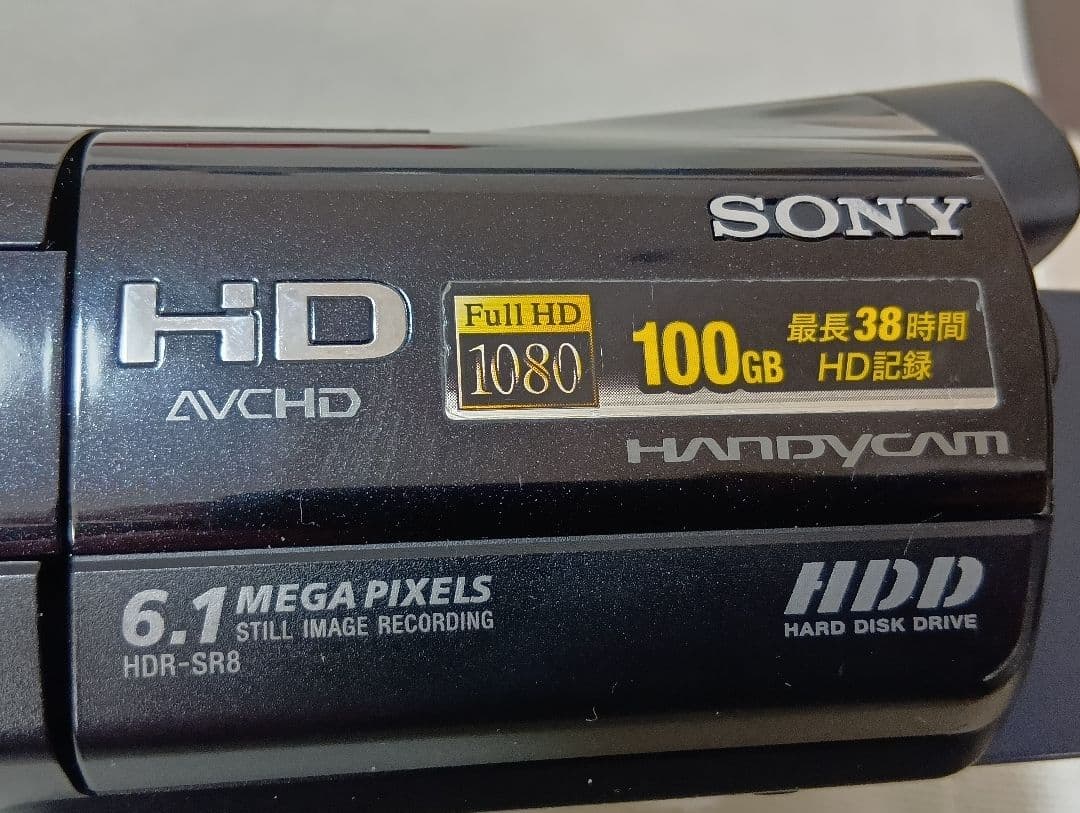 SONY
HD
AVCHD
Full HD
1080
100GB
最長38時間
HD記録
HANDYCAM
6.1 MEGA PIXELS
STILL IMAGE RECORDING
HDR-SR8
HDD
HARD DISK DRIVE